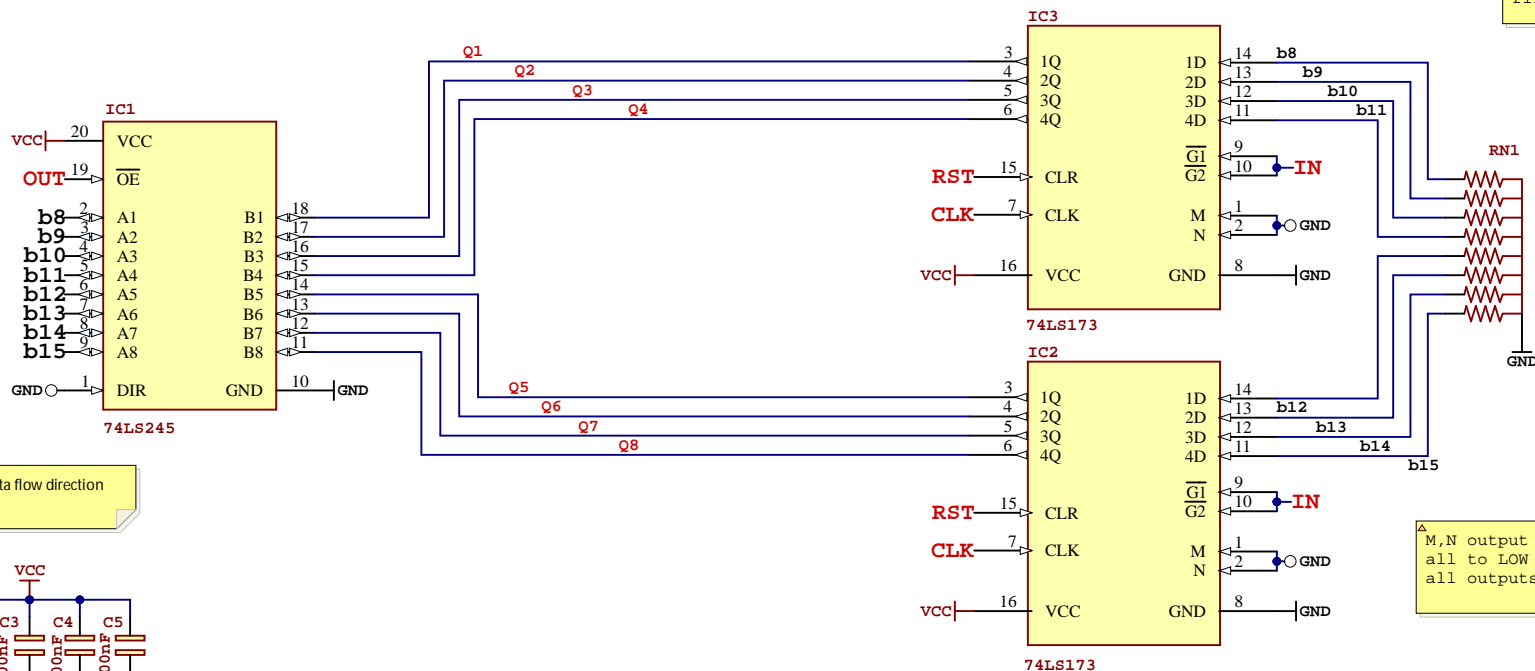 IC1
VCC 20 VCC
OUT 19 OE
b8 2 A1 B1 18
b9 3 A2 B2 17
b10 4 A3 B3 16
b11 5 A4 B4 15
b12 6 A5 B5 14
b13 7 A6 B6 13
b14 8 A7 B7 12
b15 9 A8 B8 11
GND 1 DIR GND 10 GND
74LS245
Q1
Q2
Q3
Q4
Q5
Q6
Q7
Q8
IC3
3 1Q 1D 14 b8
4 2Q 2D 13 b9
5 3Q 3D 12 b10
6 4Q 4D 11 b11
G1 9
G2 10
IN
RST 15 CLR
CLK 7 CLK
M 1
N 2
GND
VCC 16 VCC GND 8 GND
74LS173
RN1
GND
IC2
3 1Q 1D 14
4 2Q 2D 13 b12
5 3Q 3D 12 b13
6 4Q 4D 11 b14
b15
G1 9
G2 10
IN
RST 15 CLR
CLK 7 CLK
M 1
N 2
GND
VCC 16 VCC GND 8 GND
74LS173
ta flow direction
VCC
C3 C4 C5
00nF 00nF 00nF
M,N output
all to LOW
all outputs